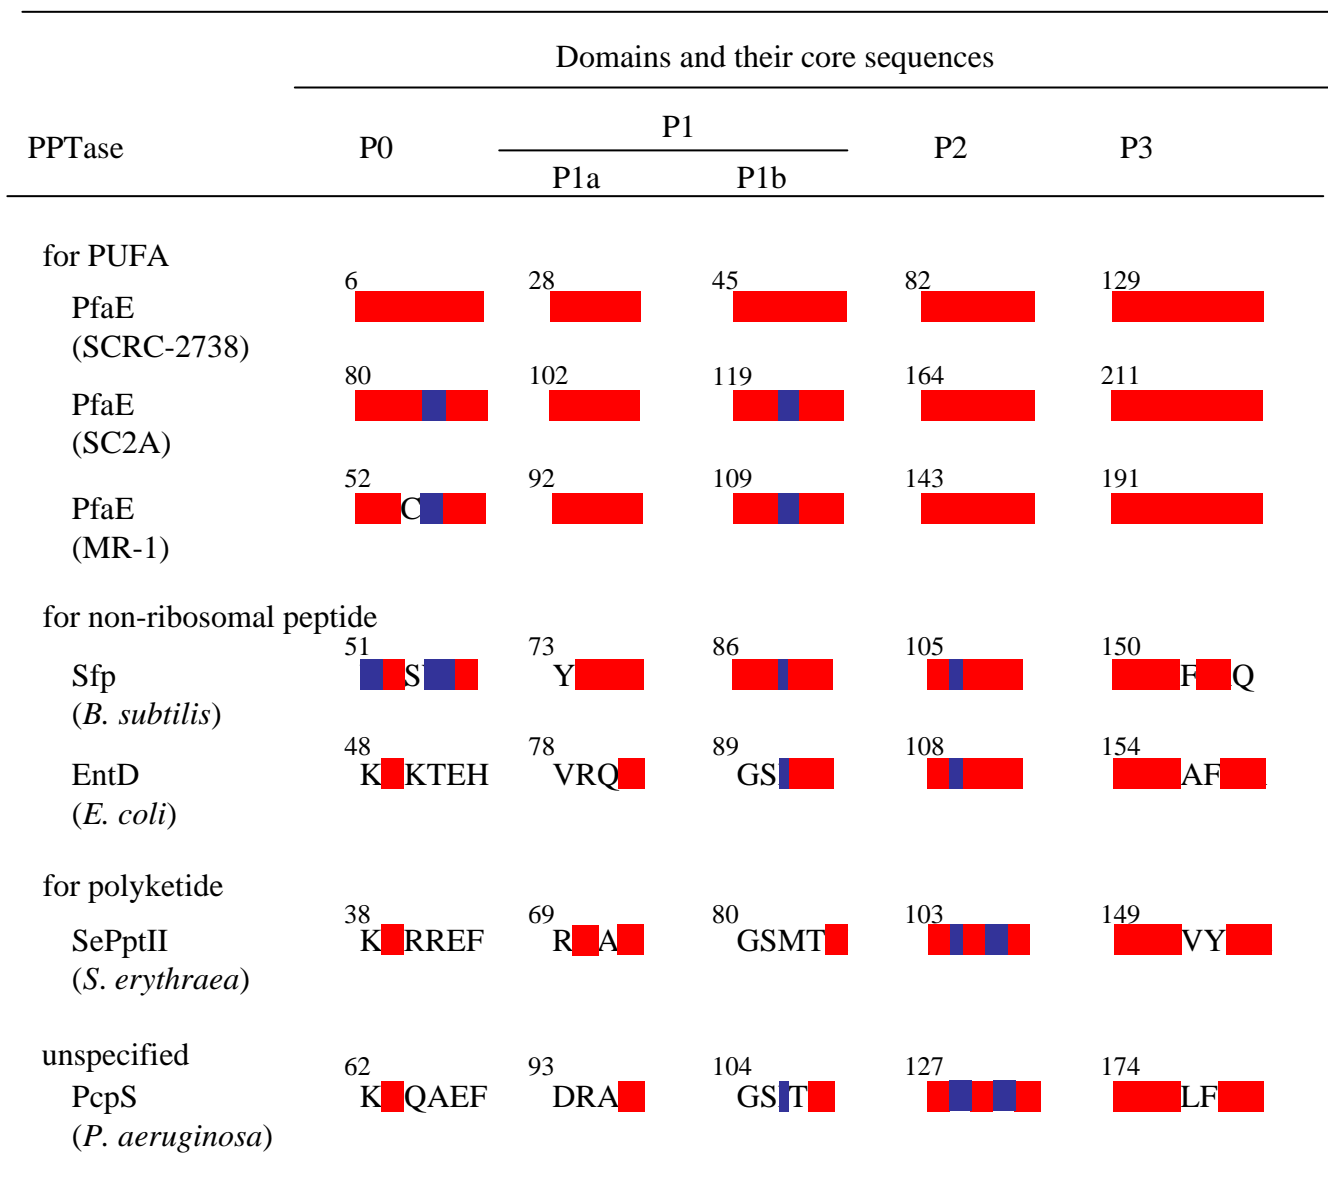 Domains and their core sequences
PPTase P0 P1 P2 P3
P1a P1b
for PUFA
6 28 45 82 129
PfaE
(SCRC-2738)
80 102 119 164 211
PfaE
(SC2A)
52 92 109 143 191
PfaE C
(MR-1)
for non-ribosomal peptide
51 73 86 105 150
Sfp S Y F Q
(B. subtilis)
48 78 89 108 154
EntD K KTEH VRQ GS AF
(E. coli)
for polyketide
38 69 80 103 149
SePptII K RREF R A GSMT VY
(S. erythraea)
unspecified
62 93 104 127 174
PcpS K QAEF DRA GS T LF
(P. aeruginosa)